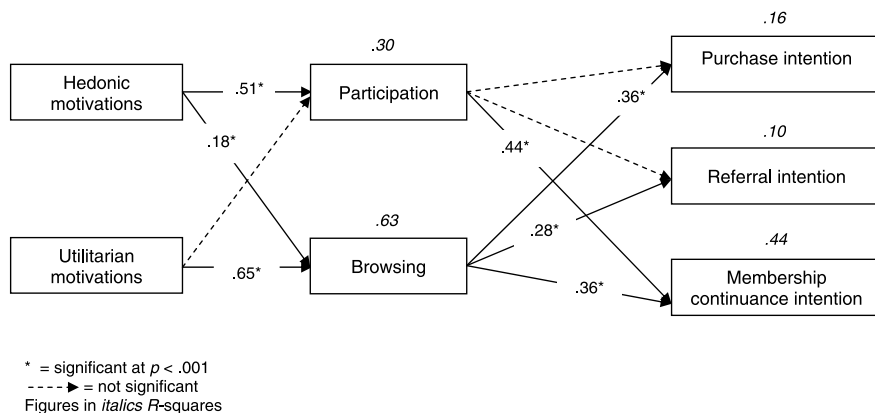 .30
.16
Hedonic
motivations
.51*
Participation
Purchase intention
.36*
.18*
.44*
.10
Referral intention
.63
.28*
.44
Utilitarian
motivations
.65*
Browsing
.36*
Membership
continuance intention
* = significant at p < .001
= not significant
Figures in italics R-squares